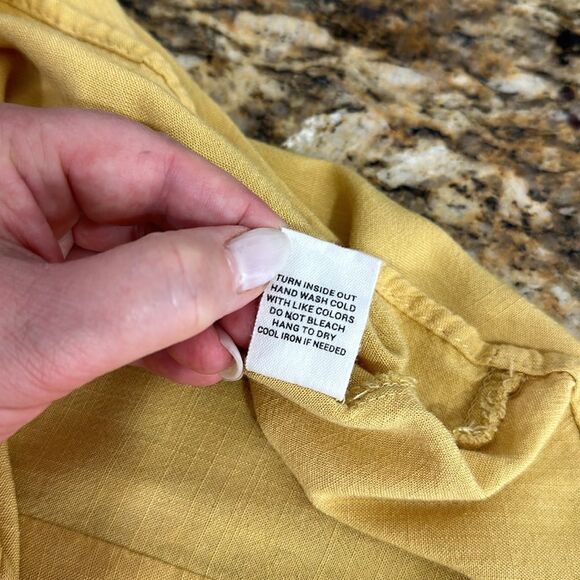 TURN INSIDE OUT
HAND WASH COLD
WITH LIKE COLORS
DO NOT BLEACH
HANG TO DRY
COOL IRON IF NEEDED